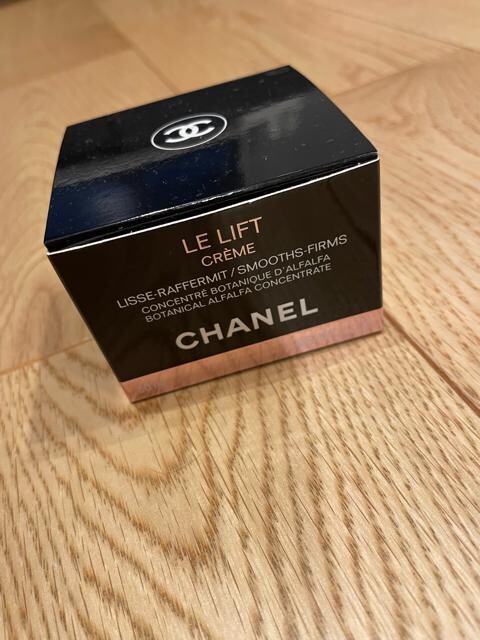 LE LIFT
CRÈME
LISSE-RAFFERMIT / SMOOTHS-FIRMS
CONCENTRÉ BOTANIQUE D'ALFALFA
BOTANICAL ALFALFA CONCENTRATE
CHANEL